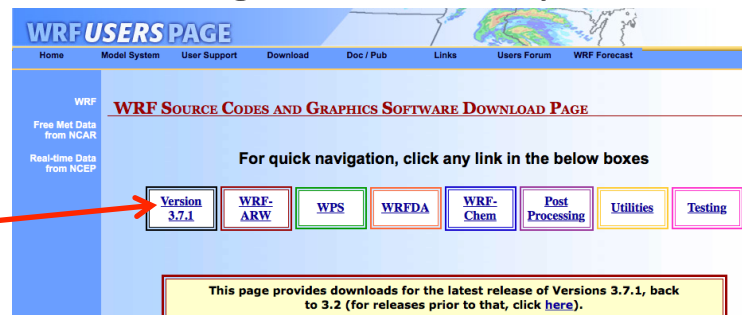 WRF USERS PAGE
Home Model System User Support Download Doc / Pub Links Users Forum WRF Forecast
WRF
Free Met Data
from NCAR
Real-time Data
from NCEP
WRF SOURCE CODES AND GRAPHICS SOFTWARE DOWNLOAD PAGE
For quick navigation, click any link in the below boxes
Version
3.7.1
WRF-
ARW
WPS
WRFDA
WRF-
Chem
Post
Processing
Utilities
Testing
This page provides downloads for the latest release of Versions 3.7.1, back
to 3.2 (for releases prior to that, click here).